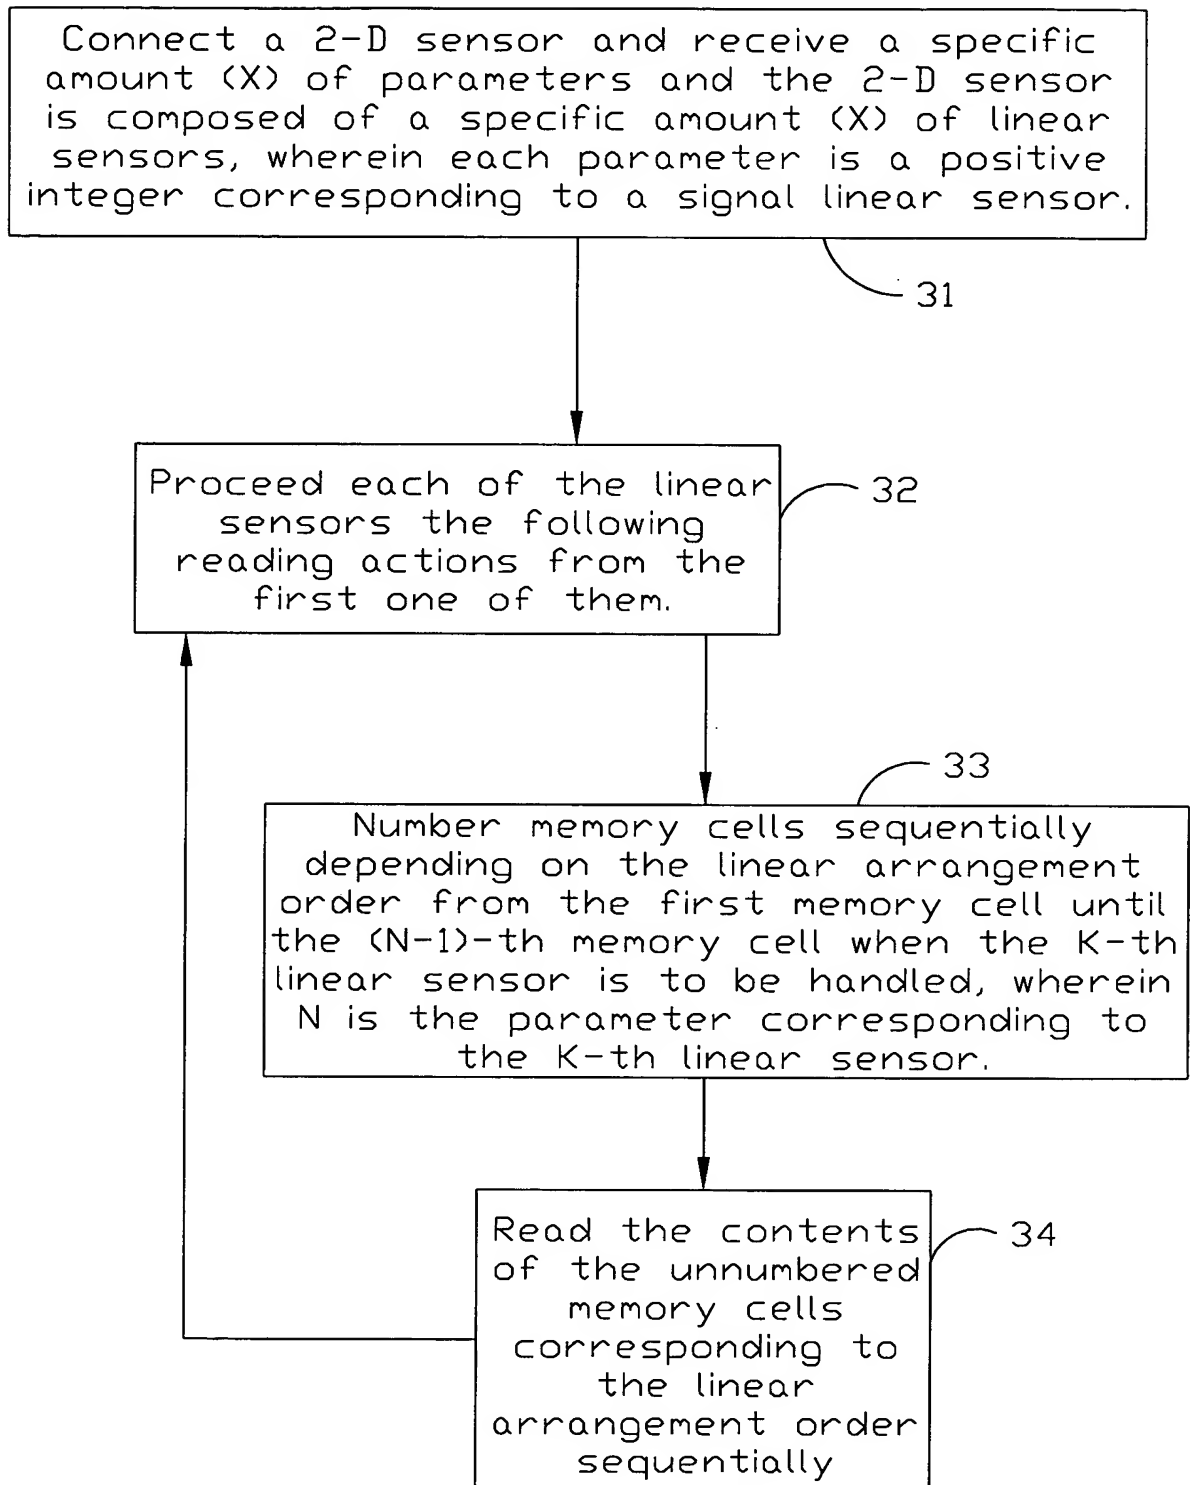 Connect a 2-D sensor and receive a specific
amount (X) of parameters and the 2-D sensor
is composed of a specific amount (X) of linear
sensors, wherein each parameter is a positive
integer corresponding to a signal linear sensor.
31
Proceed each of the linear
sensors the following
reading actions from the
first one of them.
32
33
Number memory cells sequentially
depending on the linear arrangement
order from the first memory cell until
the (N-1)-th memory cell when the K-th
linear sensor is to be handled, wherein
N is the parameter corresponding to
the K-th linear sensor.
Read the contents
of the unnumbered
memory cells
corresponding to
the linear
arrangement order
sequentially
34